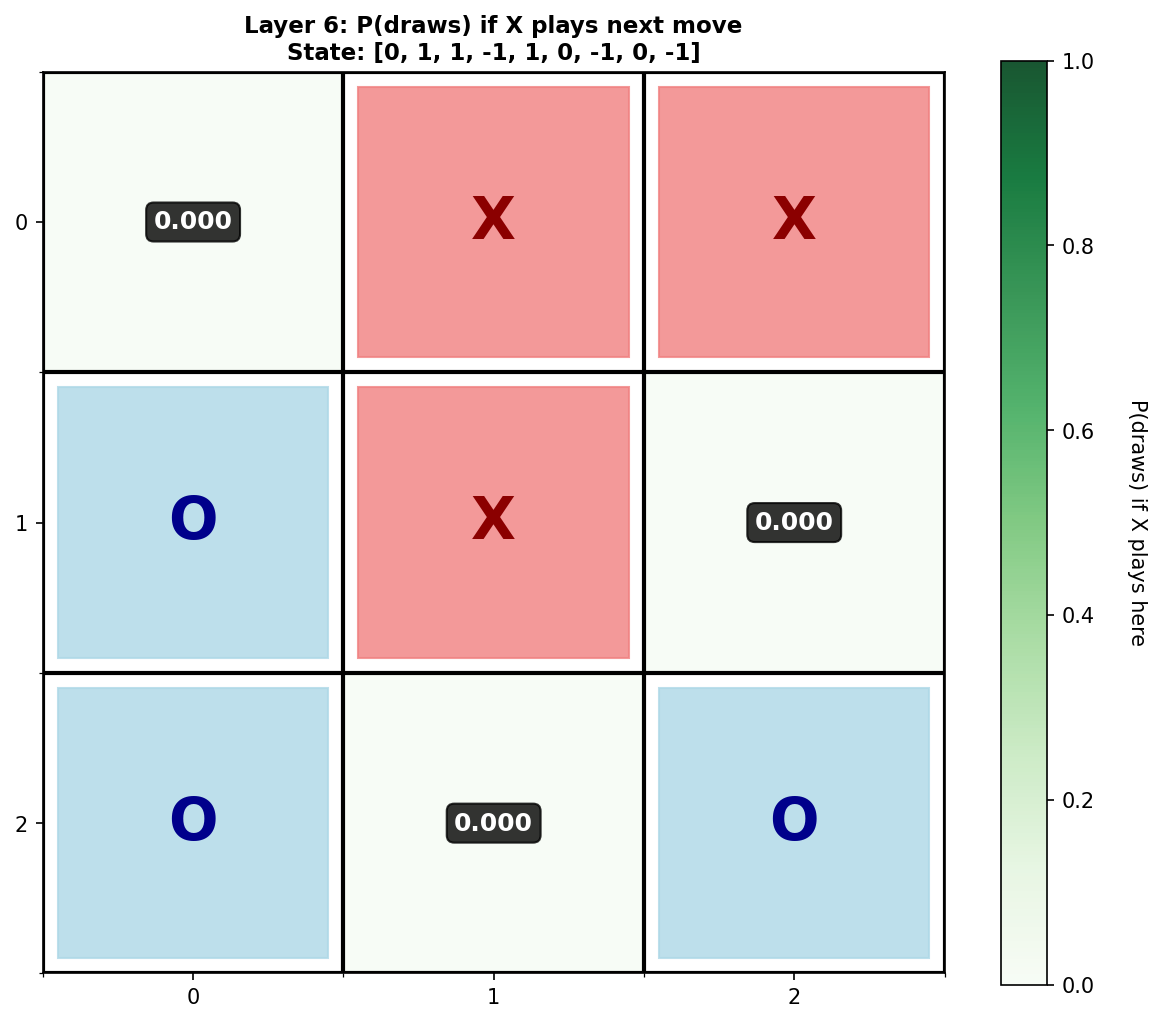 Layer 6: P(draws) if X plays next move
State: [0, 1, 1, -1, 1, 0, -1, 0, -1]
0
0.000
X
X
1
O
X
0.000
2
O
0.000
O
0
1
2
1.0
0.8
0.6
0.4
0.2
0.0
P(draws) if X plays here